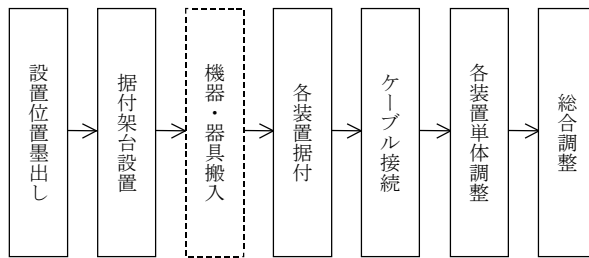 設置位置墨出し
据付架台設置
機器・器具搬入
各装置据付
ケーブル接続
各装置単体調整
総合調整